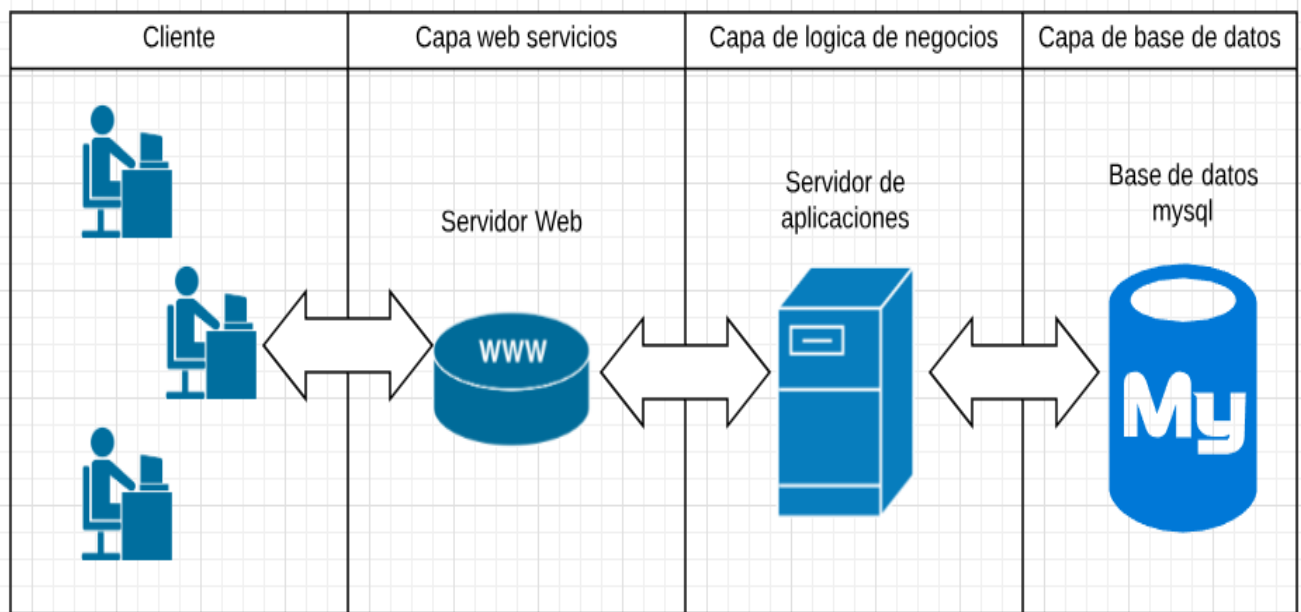 Cliente
Capa web servicios
Capa de logica de negocios
Capa de base de datos
Servidor Web
WWW
Servidor de
aplicaciones
Base de datos
mysql
My